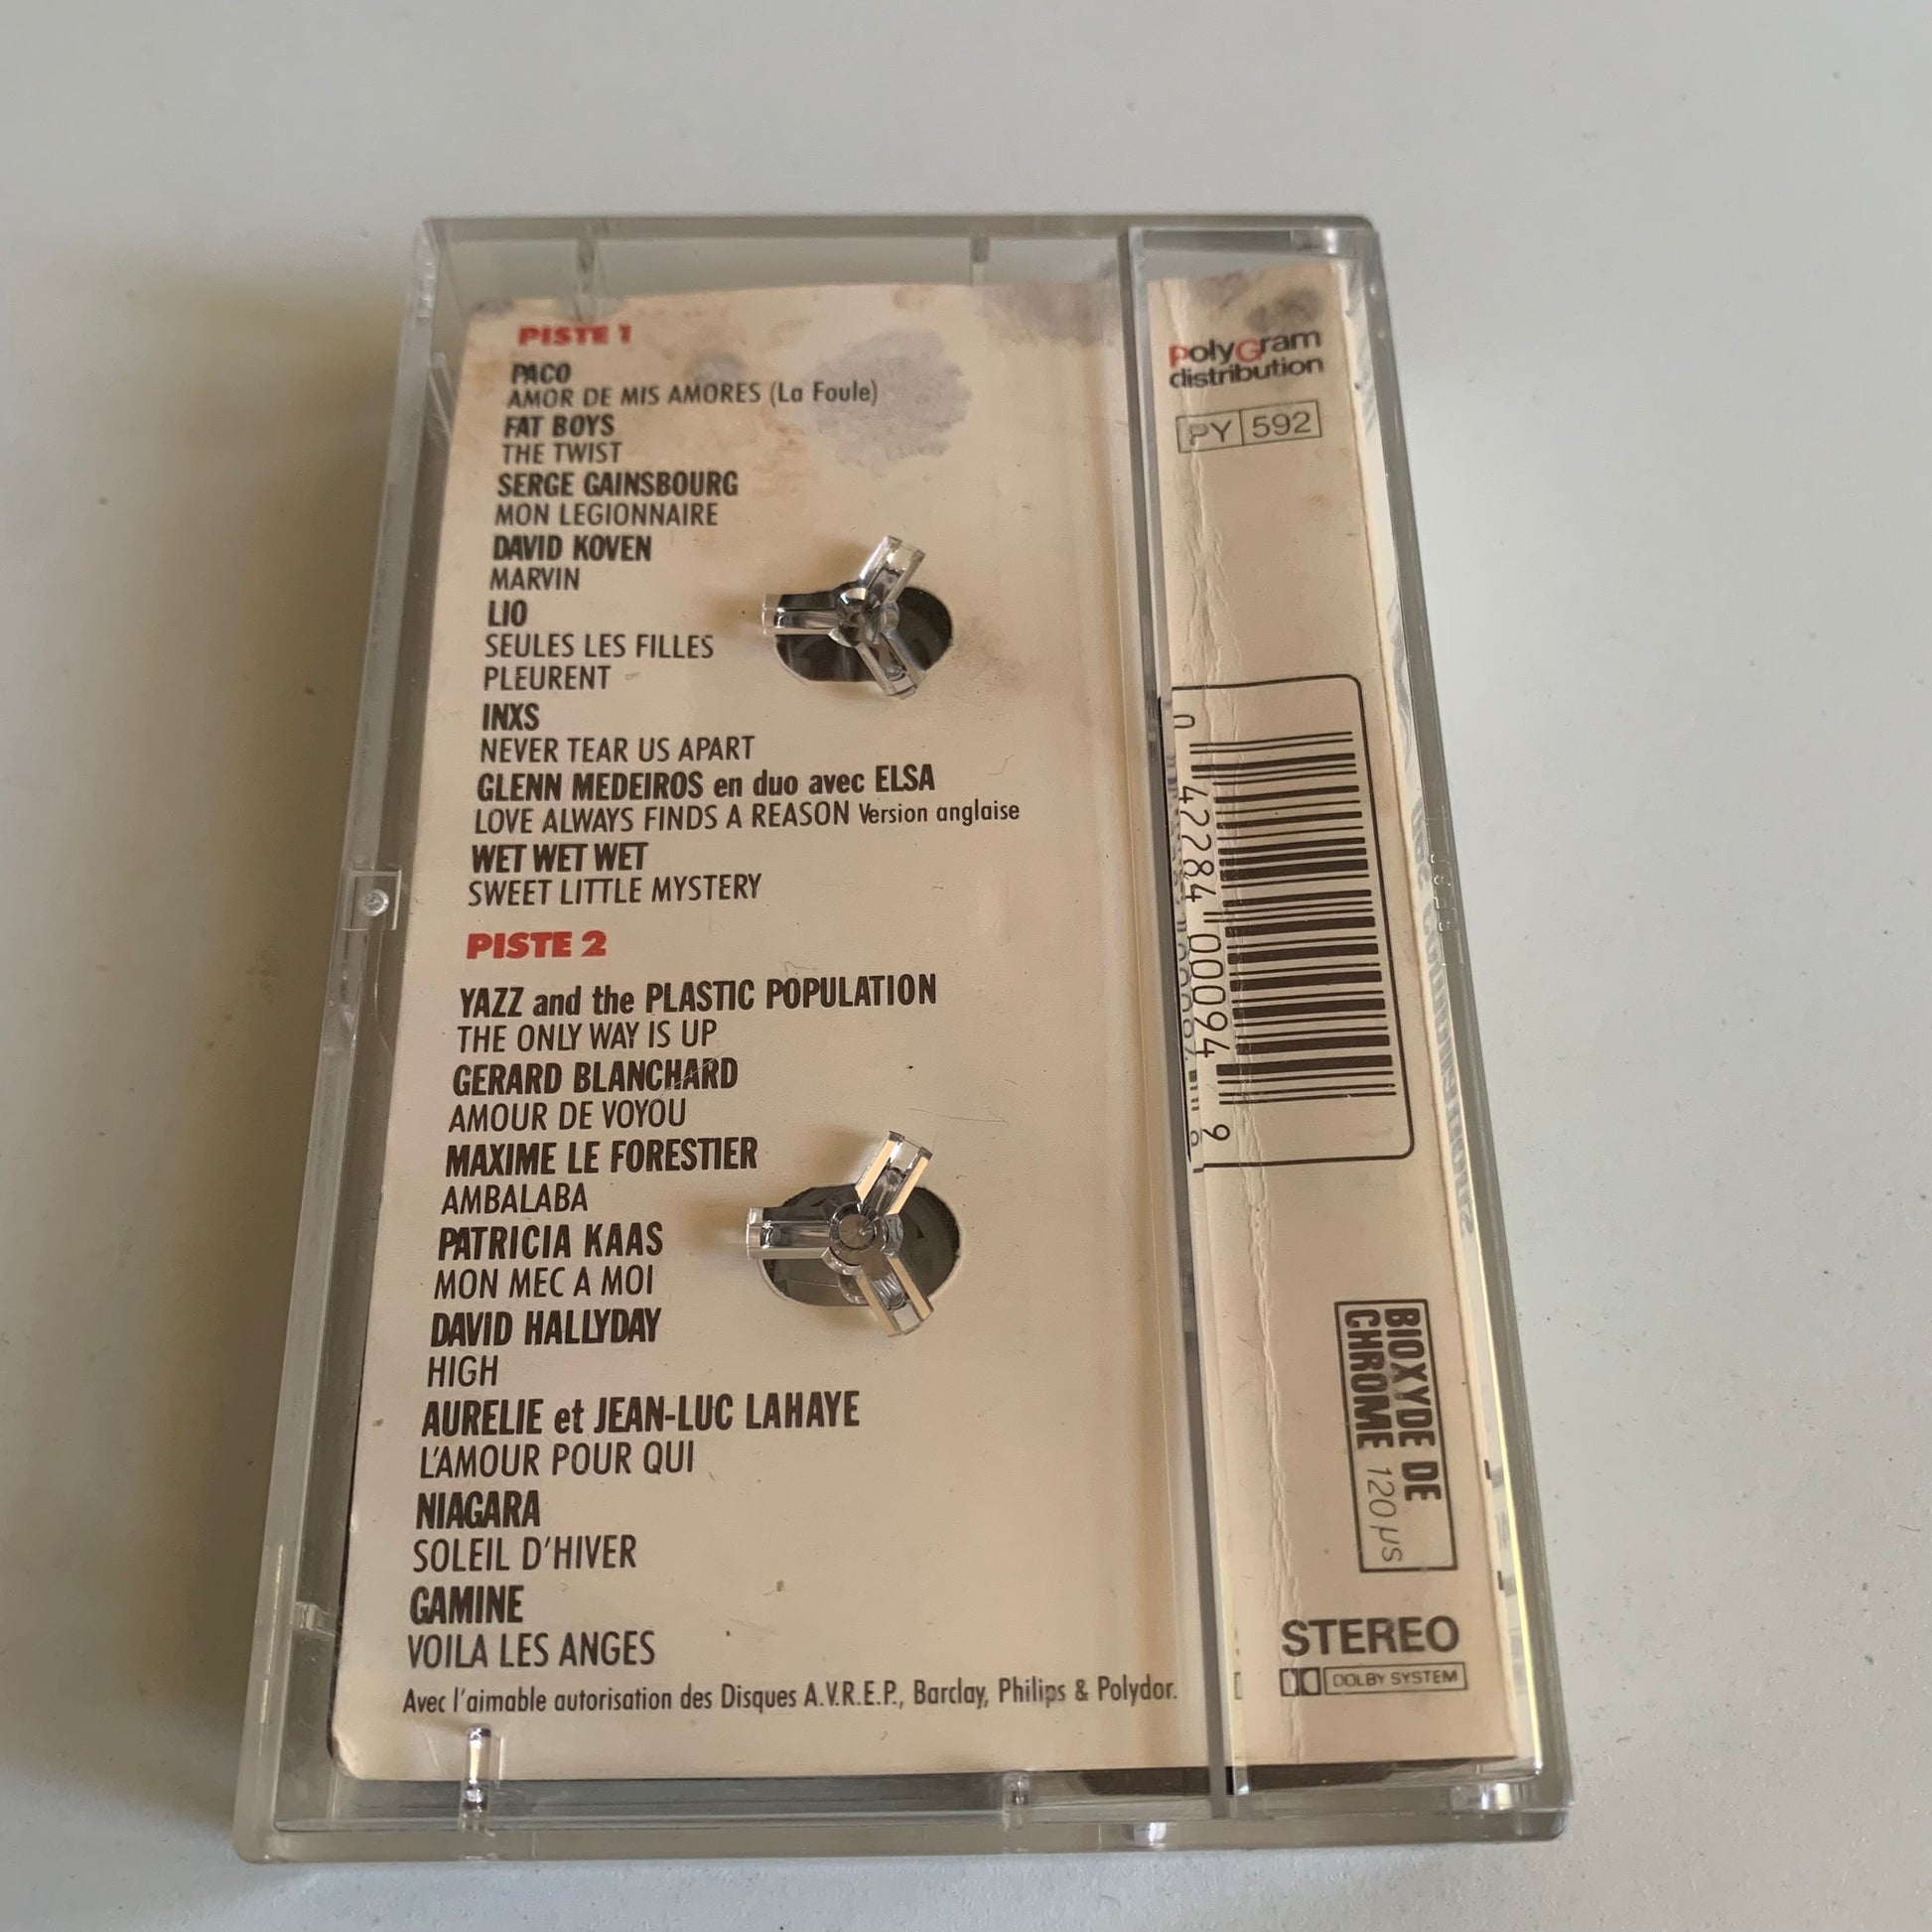 PISTE 1
PACO
AMOR DE MIS AMORES (La Foule)
FAT BOYS
THE TWIST
SERGE GAINSBOURG
MON LEGIONNAIRE
DAVID KOVEN
MARVIN
LIO
SEULES LES FILLES
PLEURENT
INXS
NEVER TEAR US APART
GLENN MEDEIROS en duo avec ELSA
LOVE ALWAYS FINDS A REASON Version anglaise
WET WET WET
SWEET LITTLE MYSTERY
PISTE 2
YAZZ and the PLASTIC POPULATION
THE ONLY WAY IS UP
GERARD BLANCHARD
AMOUR DE VOYOU
MAXIME LE FORESTIER
AMBALABA
PATRICIA KAAS
MON MEC A MOI
DAVID HALLYDAY
HIGH
AURELIE et JEAN-LUC LAHAYE
L'AMOUR POUR QUI
NIAGARA
SOLEIL D'HIVER
GAMINE
VOILA LES ANGES
Avec l'aimable autorisation des Disques A.V.R.E.P., Barclay, Philips & Polydor.
polyGram
distribution
PY 592
0 42284 00094 9
BIOXYDE DE
CHROME 120 µs
STEREO
DOLBY SYSTEM